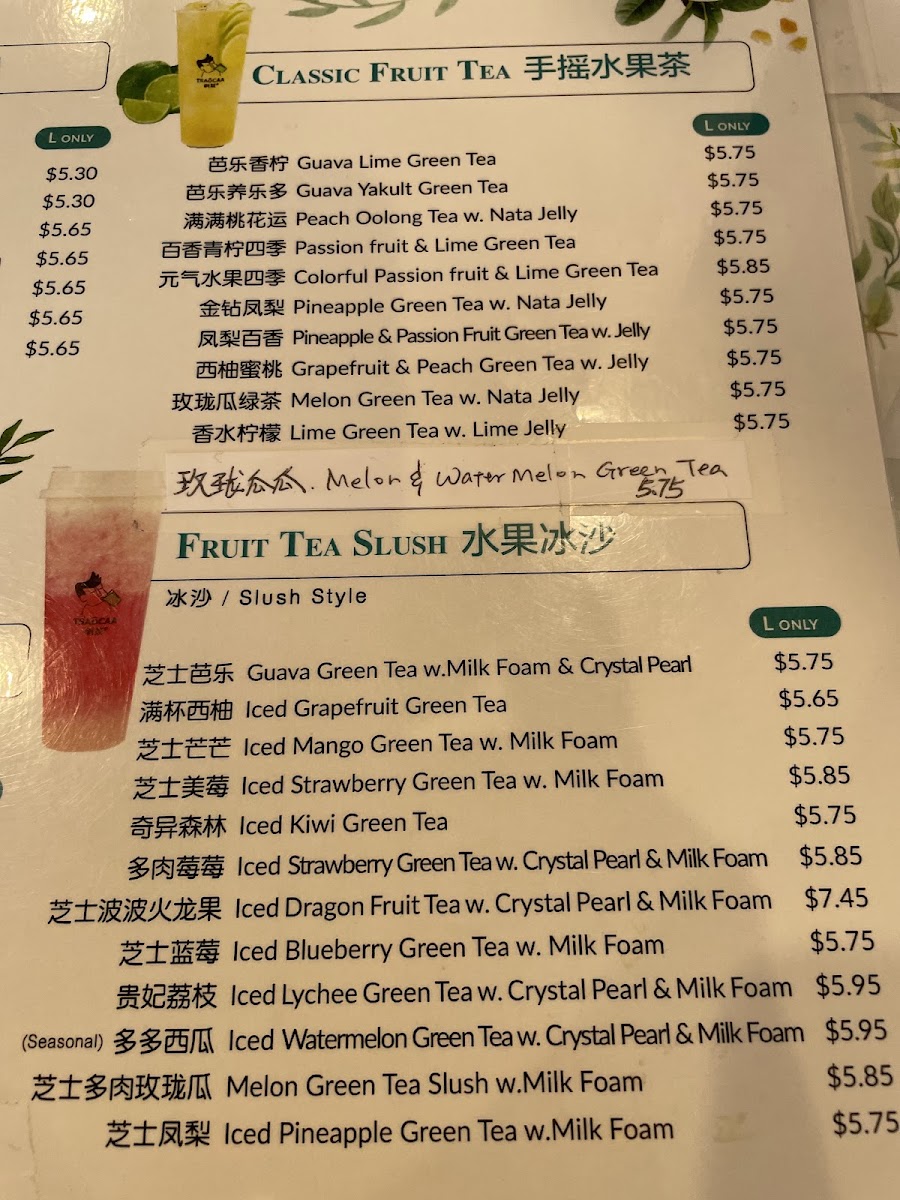 CLASSIC FRUIT TEA 手摇水果茶
L ONLY
$5.30
$5.30
$5.65
$5.65
$5.65
$5.65
$5.65
L ONLY
芭乐香柠 Guava Lime Green Tea $5.75
芭乐养乐多 Guava Yakult Green Tea $5.75
满满桃花运 Peach Oolong Tea w. Nata Jelly $5.75
百香青柠四季 Passion fruit & Lime Green Tea $5.75
元气水果四季 Colorful Passion fruit & Lime Green Tea $5.85
金钻凤梨 Pineapple Green Tea w. Nata Jelly $5.75
凤梨百香 Pineapple & Passion Fruit Green Tea w. Jelly $5.75
西柚蜜桃 Grapefruit & Peach Green Tea w. Jelly $5.75
玫珑瓜绿茶 Melon Green Tea w. Nata Jelly $5.75
香水柠檬 Lime Green Tea w. Lime Jelly $5.75
玫珑瓜瓜. Melon & Water Melon Green Tea
5.75
FRUIT TEA SLUSH 水果冰沙
冰沙 / Slush Style
L ONLY
芝士芭乐 Guava Green Tea w.Milk Foam & Crystal Pearl $5.75
满杯西柚 Iced Grapefruit Green Tea $5.65
芝士芒芒 Iced Mango Green Tea w. Milk Foam $5.75
芝士美莓 Iced Strawberry Green Tea w. Milk Foam $5.85
奇异森林 Iced Kiwi Green Tea $5.75
多肉莓莓 Iced Strawberry Green Tea w. Crystal Pearl & Milk Foam $5.85
芝士波波火龙果 Iced Dragon Fruit Tea w. Crystal Pearl & Milk Foam $7.45
芝士蓝莓 Iced Blueberry Green Tea w. Milk Foam $5.75
贵妃荔枝 Iced Lychee Green Tea w. Crystal Pearl & Milk Foam $5.95
(Seasonal) 多多西瓜 Iced Watermelon Green Tea w. Crystal Pearl & Milk Foam $5.95
芝士多肉玫珑瓜 Melon Green Tea Slush w.Milk Foam $5.85
芝士凤梨 Iced Pineapple Green Tea w.Milk Foam $5.75